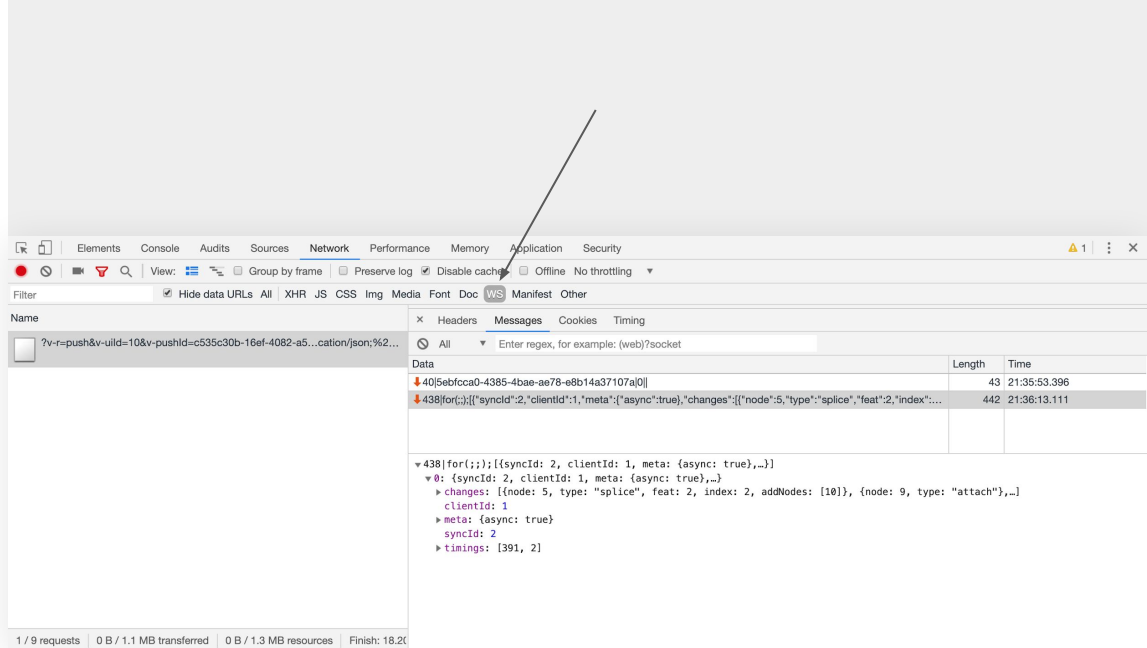 Elements Console Audits Sources Network Performance Memory Application Security 1
View: Group by frame Preserve log Disable cache Offline No throttling
Filter Hide data URLs All XHR JS CSS Img Media Font Doc WS Manifest Other
Name
?v-r=push&v-uiId=10&v-pushId=c535c30b-16ef-4082-a5…cation/json;%2…
× Headers Messages Cookies Timing
All Enter regex, for example: (web)?socket
Data Length Time
40|5ebfcca0-4385-4bae-ae78-e8b14a37107a|0|| 43 21:35:53.396
438|for(;;);[{"syncId":2,"clientId":1,"meta":{"async":true},"changes":[{"node":5,"type":"splice","feat":2,"index":… 442 21:36:13.111
438|for(;;);[{syncId: 2, clientId: 1, meta: {async: true},…}]
0: {syncId: 2, clientId: 1, meta: {async: true},…}
changes: [{node: 5, type: "splice", feat: 2, index: 2, addNodes: [10]}, {node: 9, type: "attach"},…]
clientId: 1
meta: {async: true}
syncId: 2
timings: [391, 2]
1 / 9 requests 0 B / 1.1 MB transferred 0 B / 1.3 MB resources Finish: 18.20